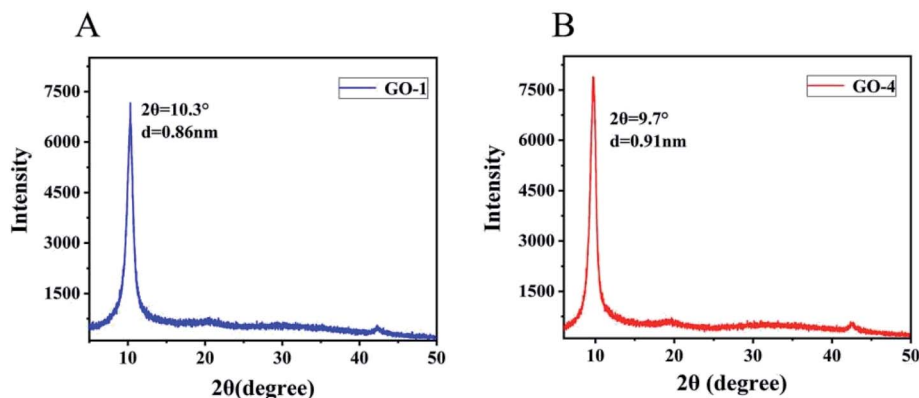 A
Intensity
7500
6000
4500
3000
1500
GO-1
2θ=10.3°
d=0.86nm
10 20 30 40 50
2θ(degree)
B
Intensity
7500
6000
4500
3000
1500
GO-4
2θ=9.7°
d=0.91nm
10 20 30 40 50
2θ (degree)